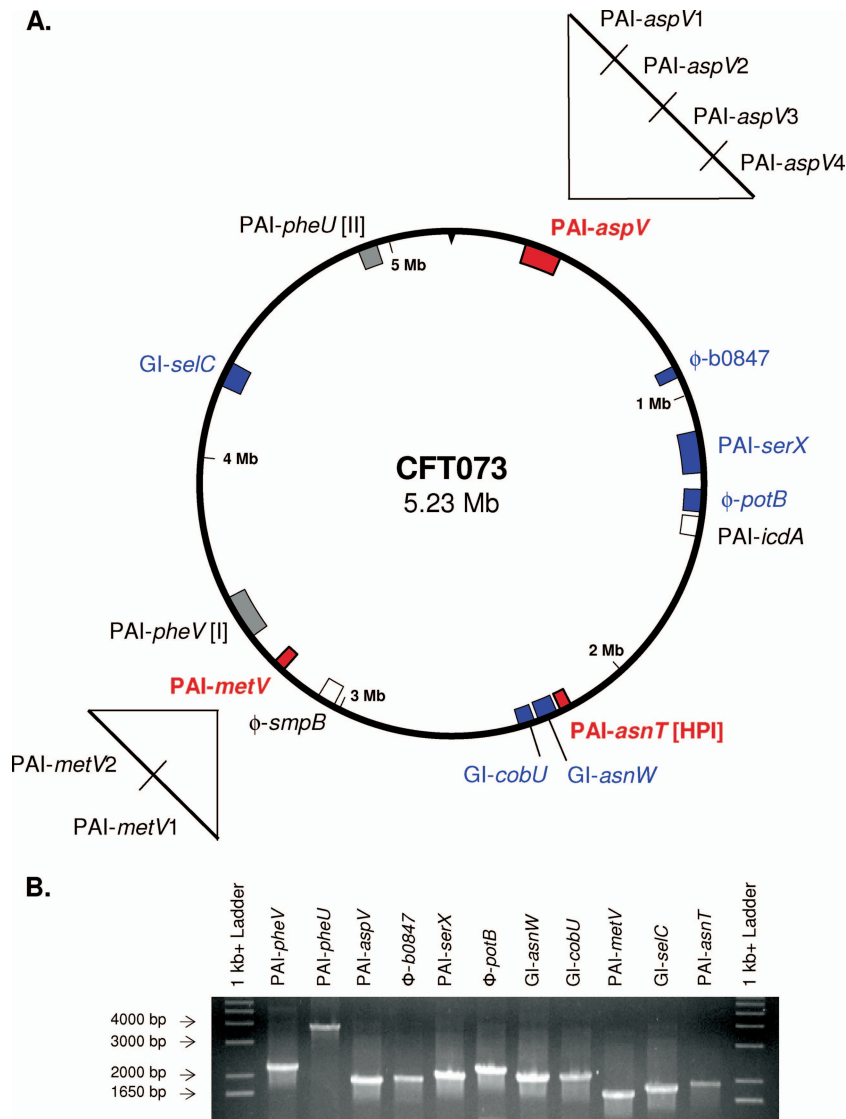 A.
PAI-aspV1
PAI-aspV2
PAI-aspV3
PAI-aspV4
PAI-pheU [II]
PAI-aspV
5 Mb
GI-selC
ϕ-b0847
1 Mb
PAI-serX
4 Mb
CFT073
5.23 Mb
ϕ-potB
PAI-icdA
PAI-pheV [I]
2 Mb
PAI-metV
3 Mb
ϕ-smpB
PAI-asnT [HPI]
GI-cobU
GI-asnW
PAI-metV2
PAI-metV1
B.
1 kb+ Ladder
PAI-pheV
PAI-pheU
PAI-aspV
Φ-b0847
PAI-serX
Φ-potB
GI-asnW
GI-cobU
PAI-metV
GI-selC
PAI-asnT
1 kb+ Ladder
4000 bp →
3000 bp →
2000 bp →
1650 bp →